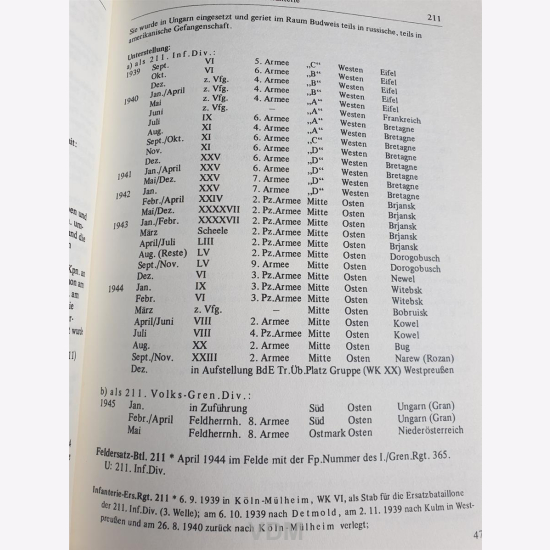 211
Sie wurde in Ungarn eingesetzt und geriet im Raum Budweis teils in russische, teils in
amerikanische Gefangenschaft.
Unterstellung:
a) als 211. Inf.Div.:
1939 Sept. VI 5. Armee „C“ Westen Eifel
Okt. VI 6. Armee „B“ Westen Eifel
Dez. z. Vfg. 4. Armee „B“ Westen Eifel
1940 Jan./April z. Vfg. 4. Armee „B“ Westen Eifel
Mai z. Vfg. 4. Armee „A“ Westen Eifel
Juni z. Vfg. – „A“ Westen Frankreich
Juli IX 6. Armee „A“ Westen Bretagne
Aug. XI 4. Armee „A“ Westen Bretagne
Sept./Okt. XI 6. Armee „C“ Westen Bretagne
Nov. XI 6. Armee „D“ Westen Bretagne
Dez. XXV 6. Armee „D“ Westen Bretagne
1941 Jan./April XXV 7. Armee „D“ Westen Bretagne
Mai/Dez. XXV 7. Armee „D“ Westen Bretagne
1942 Jan. XXV 7. Armee „D“ Westen Bretagne
Febr./April XXIV 2. Pz.Armee Mitte Osten Brjansk
Mai/Dez. XXXXVII 2. Pz.Armee Mitte Osten Brjansk
1943 Jan./Febr. XXXXVII 2. Pz.Armee Mitte Osten Brjansk
März Scheele 2. Pz.Armee Mitte Osten Brjansk
April/Juli LIII 2. Pz.Armee Mitte Osten Brjansk
Aug. (Reste) LV 2. Pz.Armee Mitte Osten Dorogobusch
Sept./Nov. LV 9. Armee Mitte Osten Dorogobusch
Dez. VI 3. Pz.Armee Mitte Osten Newel
1944 Jan. IX 3. Pz.Armee Mitte Osten Witebsk
Febr. VI 3. Pz.Armee Mitte Osten Witebsk
März z. Vfg. – Mitte Osten Bobruisk
April/Juni VIII 2. Armee Mitte Osten Kowel
Juli VIII 4. Pz.Armee Mitte Osten Kowel
Aug. XX 2. Armee Mitte Osten Bug
Sept./Nov. XXIII 2. Armee Mitte Osten Narew (Rozan)
Dez. in Aufstellung BdE Tr.Üb.Platz Gruppe (WK XX) Westpreußen
b) als 211. Volks-Gren.Div.:
1945 Jan. in Zuführung Süd Osten Ungarn (Gran)
Febr./April Feldherrnh. 8. Armee Süd Osten Ungarn (Gran)
Mai Feldherrnh. 8. Armee Ostmark Osten Niederösterreich
Feldersatz-Btl. 211 * April 1944 im Felde mit der Fp.Nummer des I./Gren.Rgt. 365.
U: 211. Inf.Div.
Infanterie-Ers.Rgt. 211 * 6. 9. 1939 in Köln-Mülheim, WK VI, als Stab für die Ersatzbataillone
der 211. Inf.Div. (3. Welle); am 6. 10. 1939 nach Detmold, am 2. 11. 1939 nach Kulm in West-
preußen und am 26. 8. 1940 zurück nach Köln-Mülheim verlegt;
47
VDM